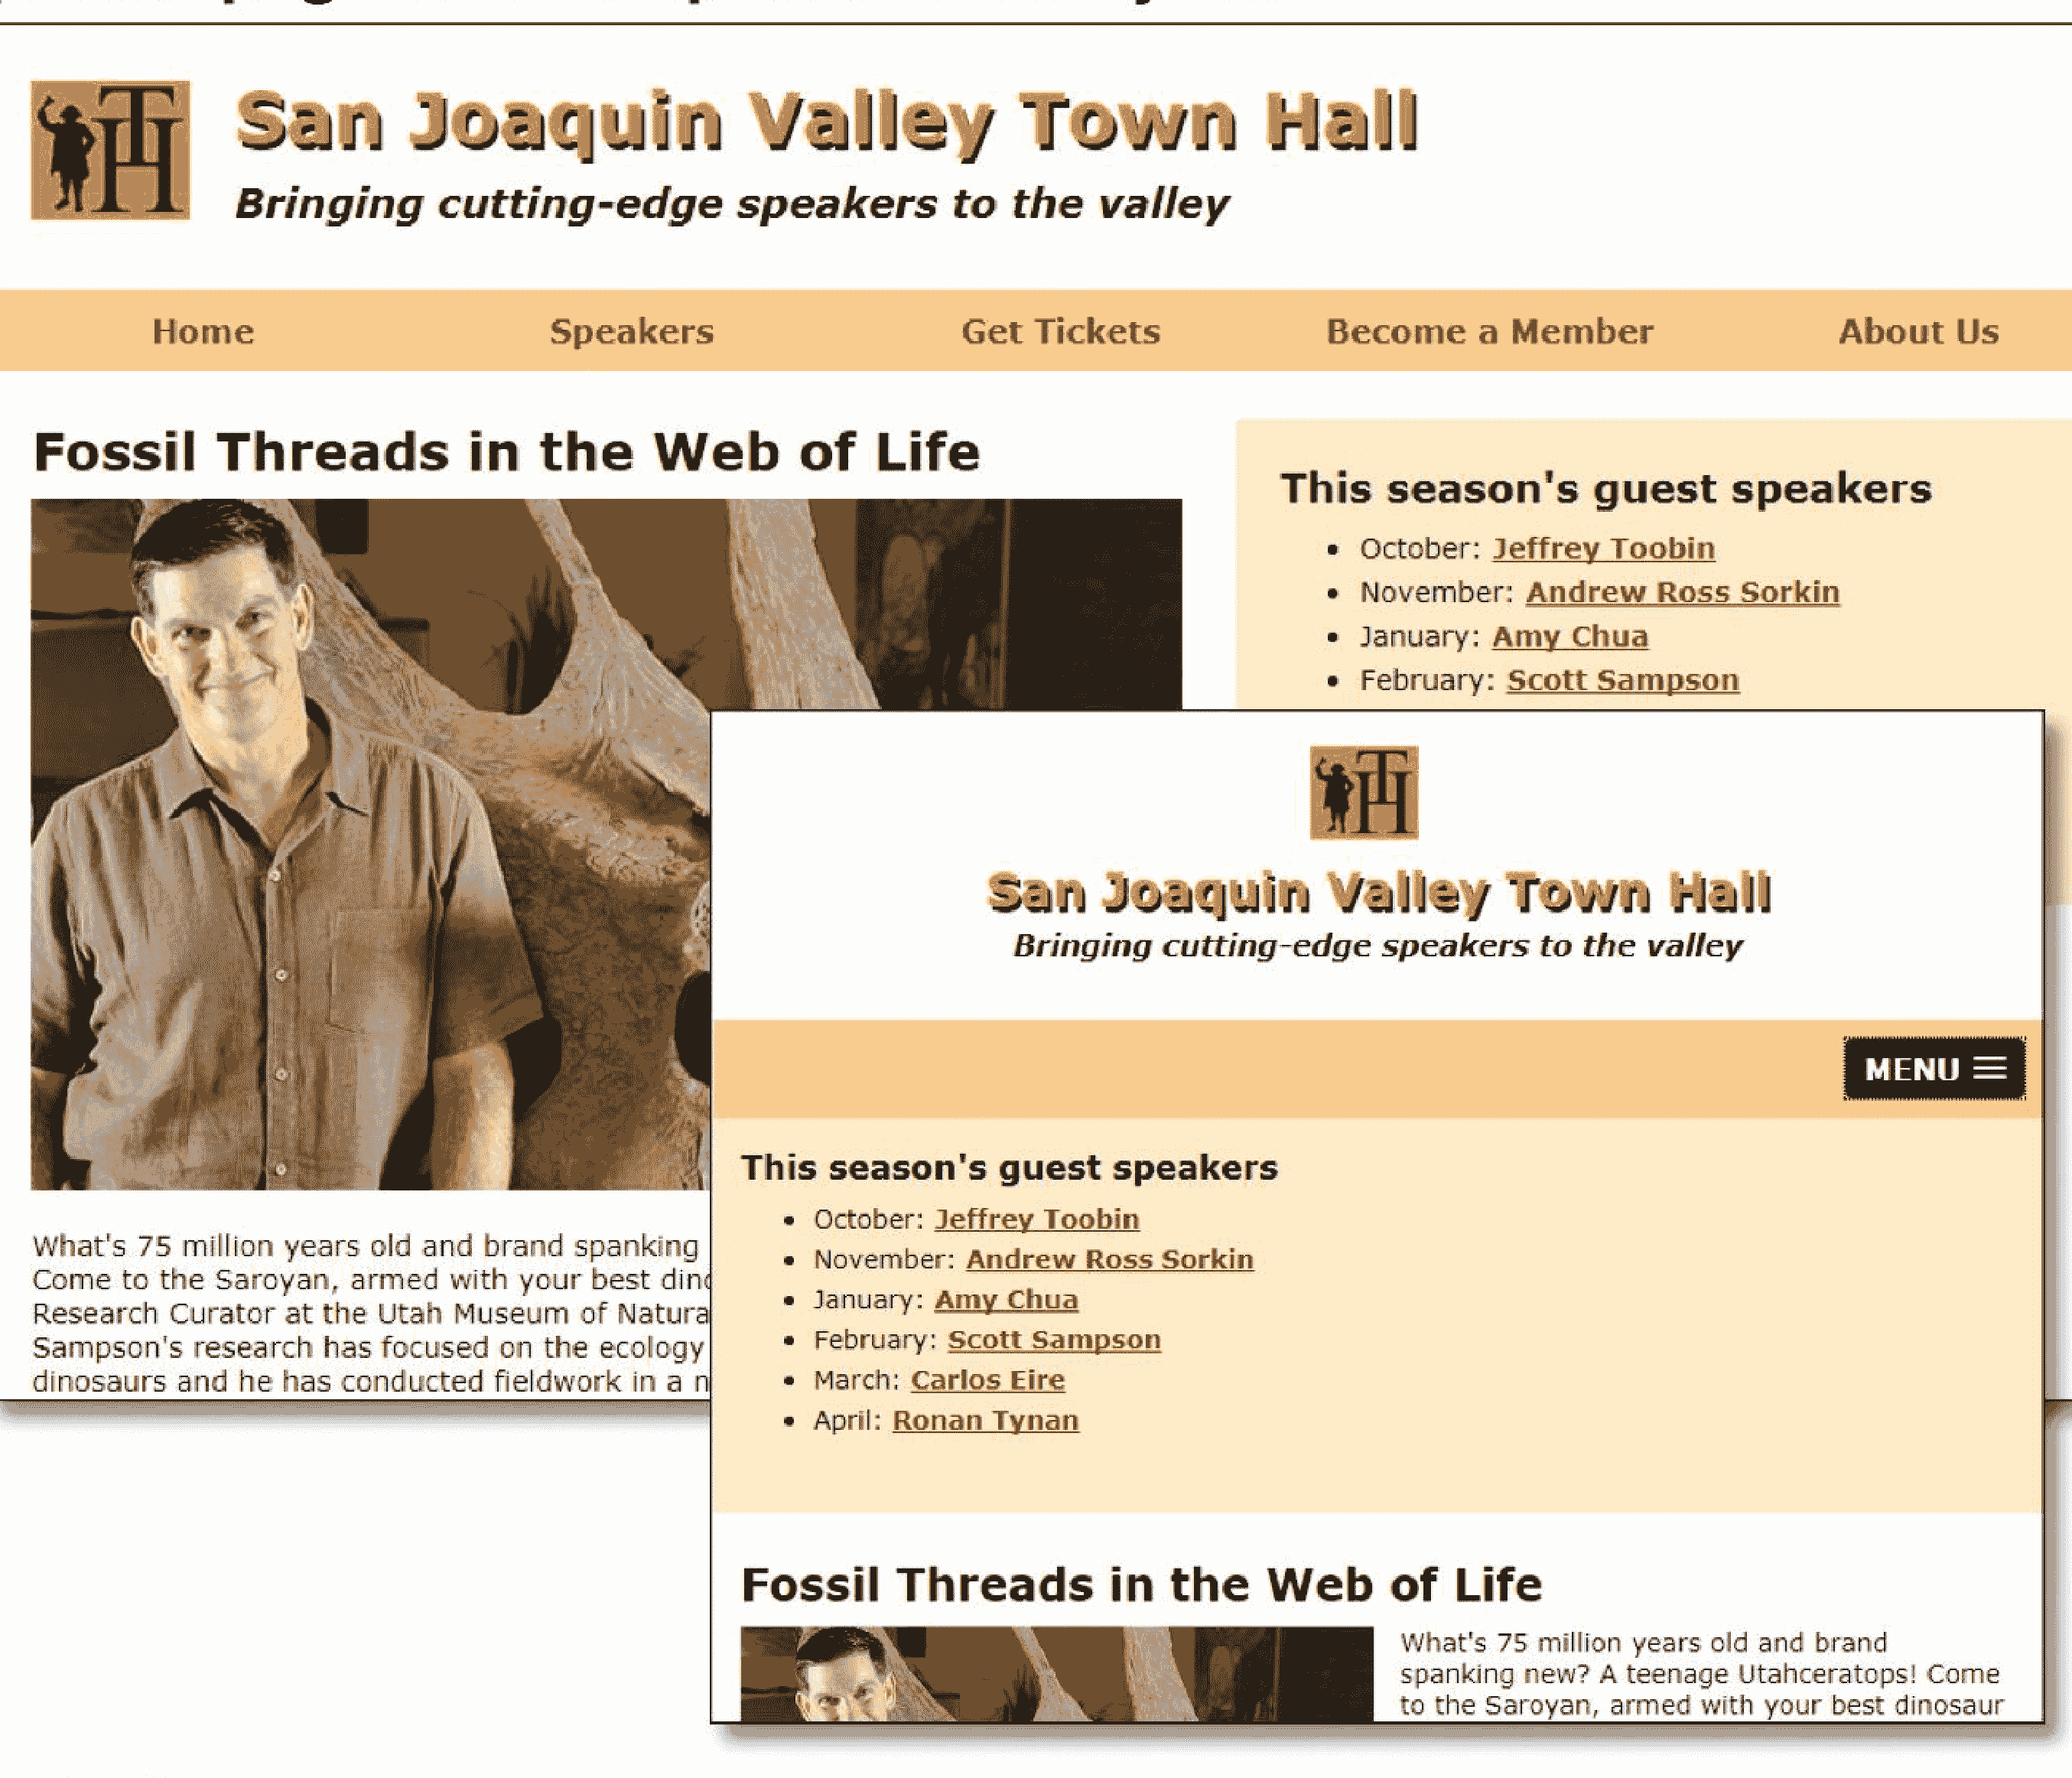 TH
San Joaquin Valley Town Hall
Bringing cutting-edge speakers to the valley
Home Speakers Get Tickets Become a Member About Us
Fossil Threads in the Web of Life
What's 75 million years old and brand spanking
Come to the Saroyan, armed with your best
Research Curator at the Utah Museum of
Sampson's research has focused on the ecology
dinosaurs and he has conducted fieldwork in a
This season's guest speakers
• October: Jeffrey Toobin
• November: Andrew Ross Sorkin
• January: Amy Chua
• February: Scott Sampson
TH
San Joaquin Valley Town Hall
Bringing cutting-edge speakers to the valley
MENU
This season's guest speakers
• October: Jeffrey Toobin
• November: Andrew Ross Sorkin
• January: Amy Chua
• February: Scott Sampson
• March: Carlos Eire
• April: Ronan Tynan
Fossil Threads in the Web of Life
What's 75 million years old and brand
spanking new? A teenage Utahceratops! Come
to the Saroyan, armed with your best dinosaur